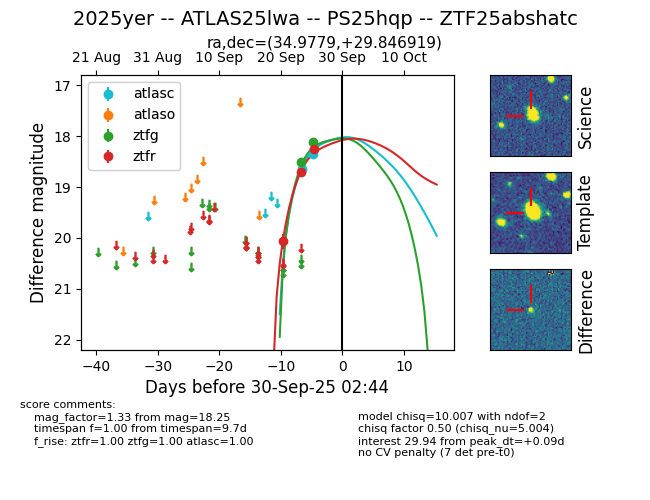 2025yer -- ATLAS25lwa -- PS25hqp -- ZTF25abshatc
ra,dec=(34.9779,+29.846919)
21 Aug 31 Aug 10 Sep 20 Sep 30 Sep 10 Oct
Difference magnitude
17
18
19
20
21
22
atlasc
atlaso
ztfg
ztfr
−40 −30 −20 −10 0 10
Days before 30-Sep-25 02:44
Science
Template
Difference
score comments:
mag_factor=1.33 from mag=18.25
timespan f=1.00 from timespan=9.7d
f_rise: ztfr=1.00 ztfg=1.00 atlasc=1.00
model chisq=10.007 with ndof=2
chisq factor 0.50 (chisq_nu=5.004)
interest 29.94 from peak_dt=+0.09d
no CV penalty (7 det pre-t0)